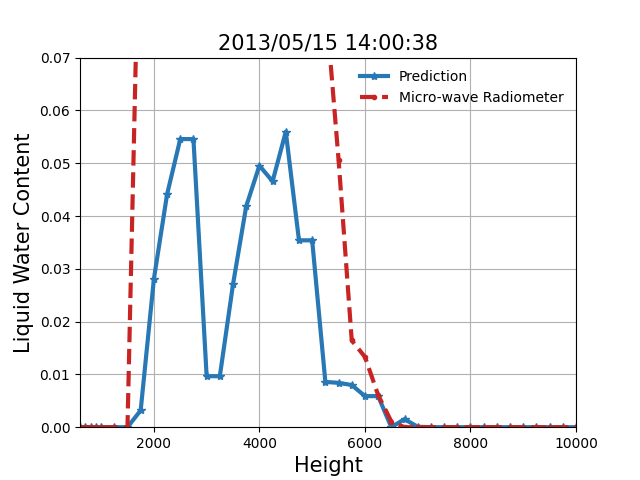 2013/05/15 14:00:38
Prediction
Micro-wave Radiometer
Liquid Water Content
0.07
0.06
0.05
0.04
0.03
0.02
0.01
0.00
2000 4000 6000 8000 10000
Height